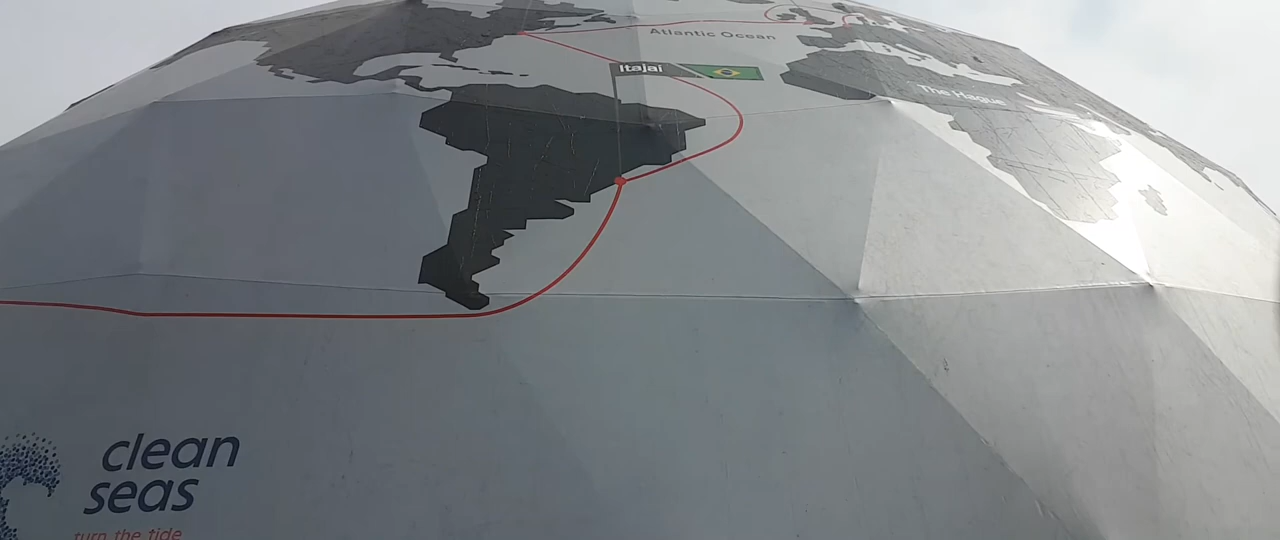 Atlantic Ocean
Itajaí
The Hague
clean
seas
turn the tide